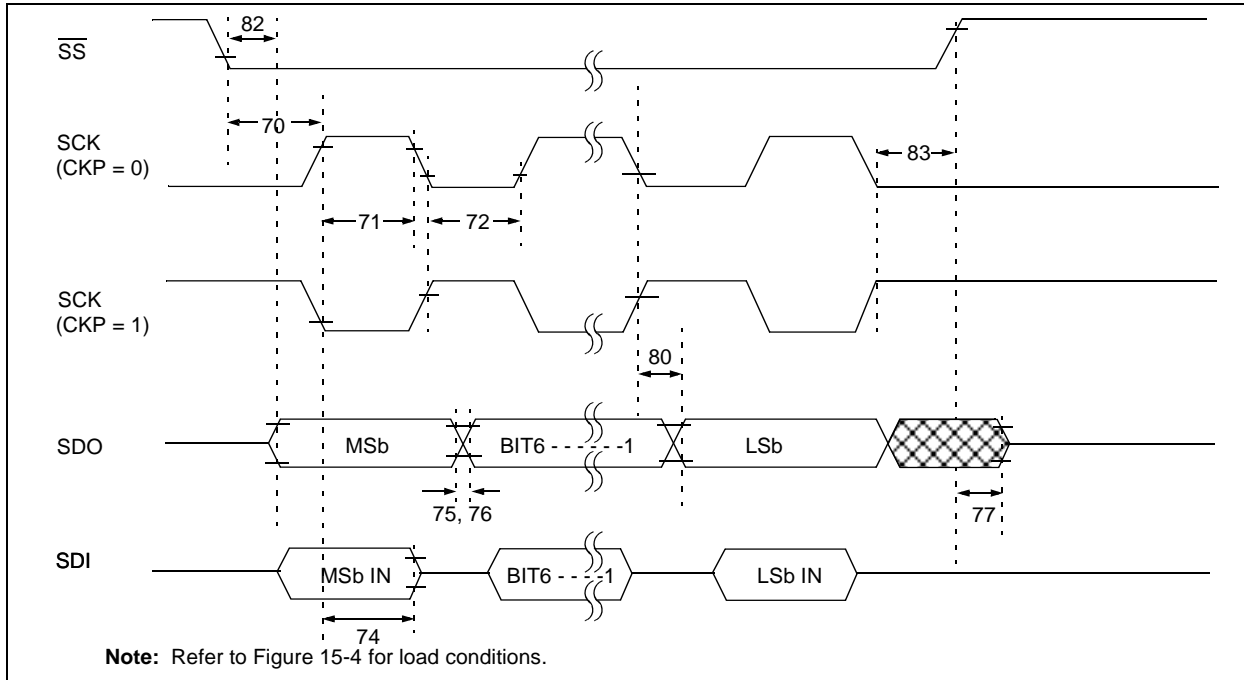 SS
82
70
SCK
(CKP = 0)
83
71
72
SCK
(CKP = 1)
80
SDO
MSb
BIT6 - - - - - -1
LSb
75, 76
77
SDI
MSb IN
BIT6 - - - -1
LSb IN
74
Note: Refer to Figure 15-4 for load conditions.